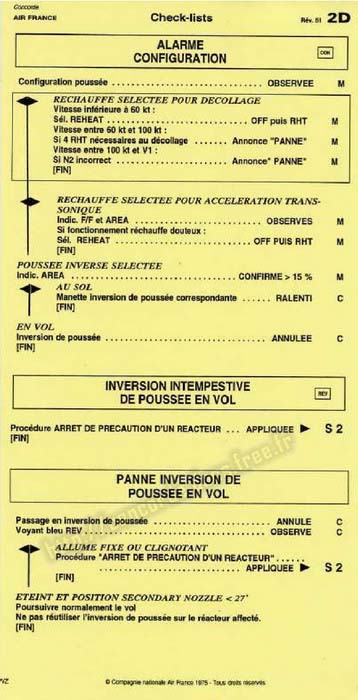 Concorde
AIR FRANCE Check-lists Rév. 51 2D
ALARME
CONFIGURATION
Configuration poussée ........ OBSERVEE M
RECHAUFFE SELECTEE POUR DECOLLAGE
Vitesse inférieure à 60 kt :
Sél. REHEAT ........ OFF puis RHT M
Vitesse entre 60 kt et 100 kt :
Si 4 RHT nécessaires au décollage ........ Annonce "PANNE" M
Vitesse entre 100 kt et V1 :
Si N2 incorrect ........ Annonce" PANNE" M
[FIN]
RECHAUFFE SELECTEE POUR ACCELERATION TRANS-
SONIQUE
Indic. F/F et AREA ........ OBSERVES M
Si fonctionnement réchauffe douteux :
Sél. REHEAT ........ OFF PUIS RHT M
[FIN]
POUSSEE INVERSE SELECTEE
Indic. AREA ........ CONFIRME > 15 % M
AU SOL
Manette inversion de poussée correspondante ...... RALENTI C
[FIN]
EN VOL
Inversion de poussée ........ ANNULEE C
[FIN]
INVERSION INTEMPESTIVE
DE POUSSEE EN VOL
REV
Procédure ARRET DE PRECAUTION D'UN REACTEUR ... APPLIQUEE ► S 2
[FIN]
PANNE INVERSION DE
POUSSEE EN VOL
Passage en inversion de poussée ........ ANNULE C
Voyant bleu REV ........ OBSERVE C
ALLUME FIXE OU CLIGNOTANT
Procédure "ARRET DE PRECAUTION D'UN REACTEUR" ......
........ APPLIQUEE ► S 2
[FIN]
ETEINT ET POSITION SECONDARY NOZZLE < 27°
Poursuivre normalement le vol
Ne pas réutiliser l'inversion de poussée sur le réacteur affecté.
[FIN]
© Compagnie nationale Air France 1975 - Tous droits réservés